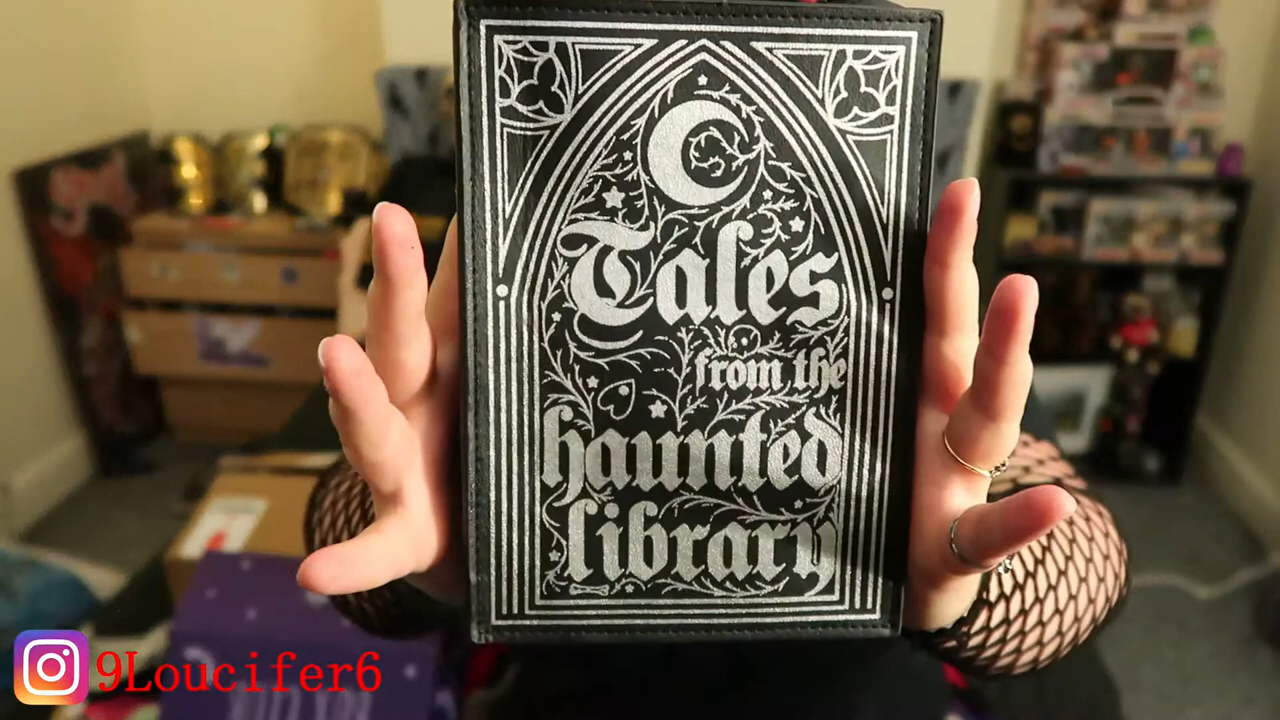 Tales
from the
haunted
library
9Loucifer6